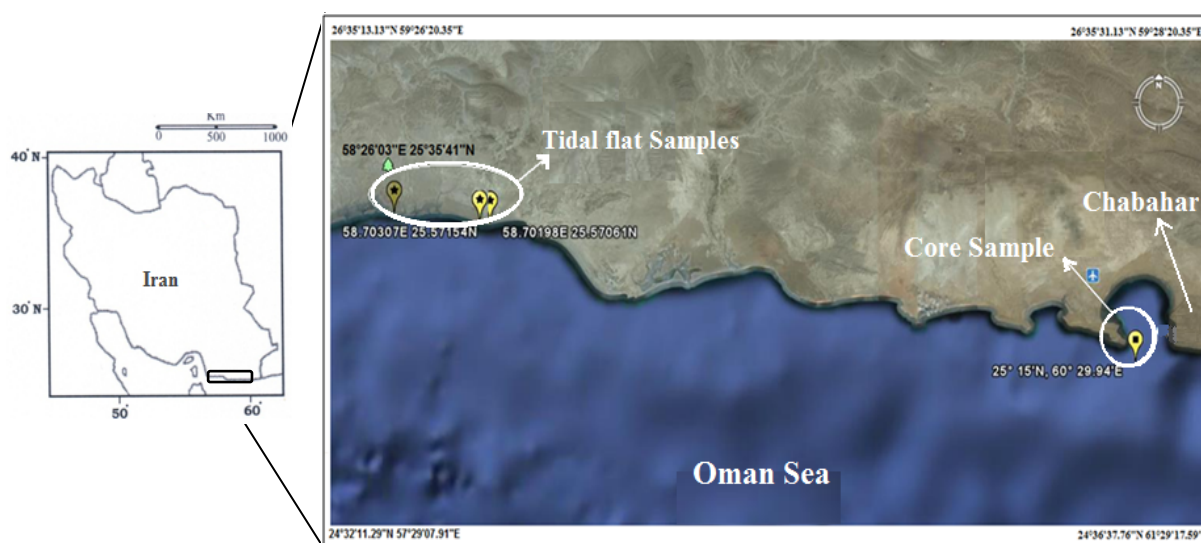 26°35'13.13"N 59°26'20.35"E
26°35'31.13"N 59°28'20.35"E
N
Km
0 500 1000
40°N
30°N
50°
60°
Iran
Tidal flat Samples
58°26'03"E 25°35'41"N
58.70307E 25.57154N
58.70198E 25.57061N
Chabahar
Core Sample
25° 15'N, 60° 29.94'E
Oman Sea
24°32'11.29"N 57°29'07.91"E
24°36'37.76"N 61°29'17.59"